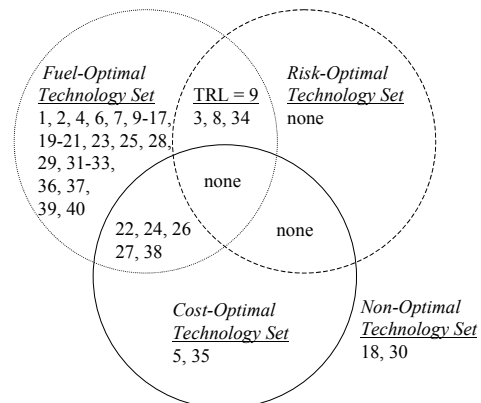 Fuel-Optimal
Technology Set
1, 2, 4, 6, 7, 9-17,
19-21, 23, 25, 28,
29, 31-33,
36, 37,
39, 40
TRL = 9
3, 8, 34
Risk-Optimal
Technology Set
none
none
none
22, 24, 26
27, 38
Cost-Optimal
Technology Set
5, 35
Non-Optimal
Technology Set
18, 30